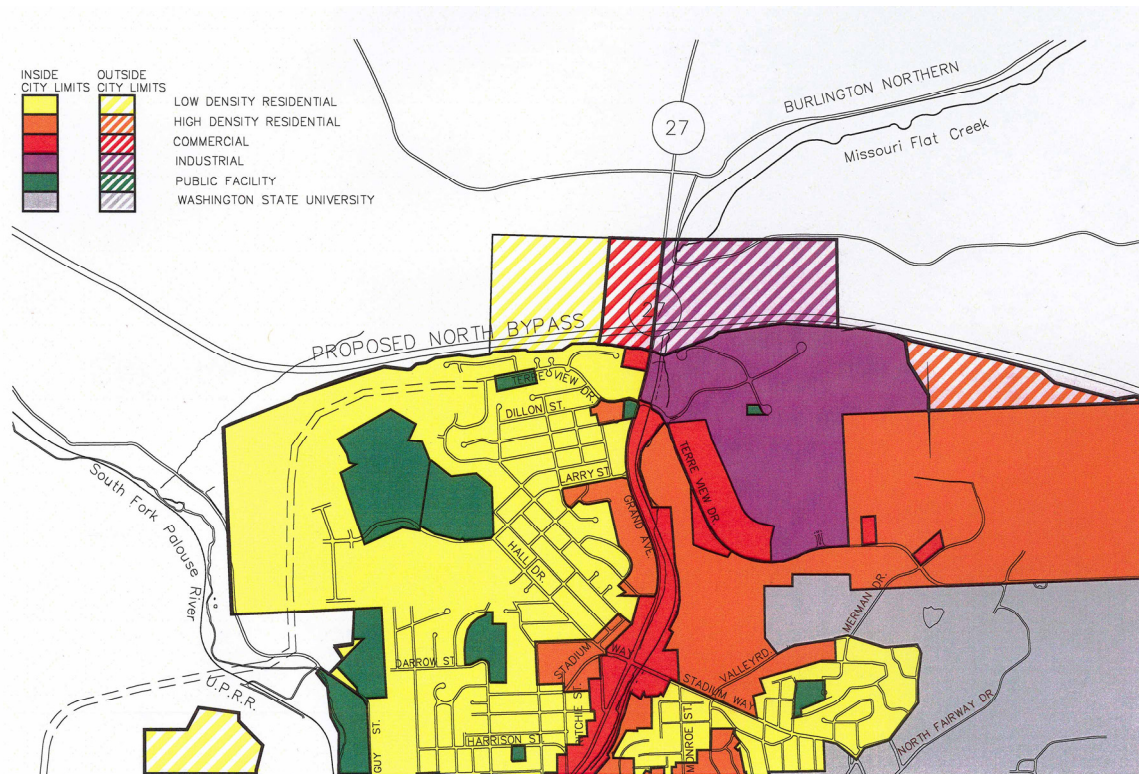 INSIDE
CITY LIMITS
OUTSIDE
CITY LIMITS
LOW DENSITY RESIDENTIAL
HIGH DENSITY RESIDENTIAL
COMMERCIAL
INDUSTRIAL
PUBLIC FACILITY
WASHINGTON STATE UNIVERSITY
27
BURLINGTON NORTHERN
Missouri Flat Creek
27
PROPOSED NORTH BYPASS
TERRE VIEW DR.
DILLON ST.
LARRY ST
TERRE VIEW DR.
GRAND AVE.
South Fork Palouse River
HALL DR.
MERMAN DR.
DARROW ST.
STADIUM WAY
VALLEYRD.
STADIUM WAY
U.P.R.R.
NORTH FAIRWAY DR
GUY ST.
HARRISON ST.
MONROE ST.